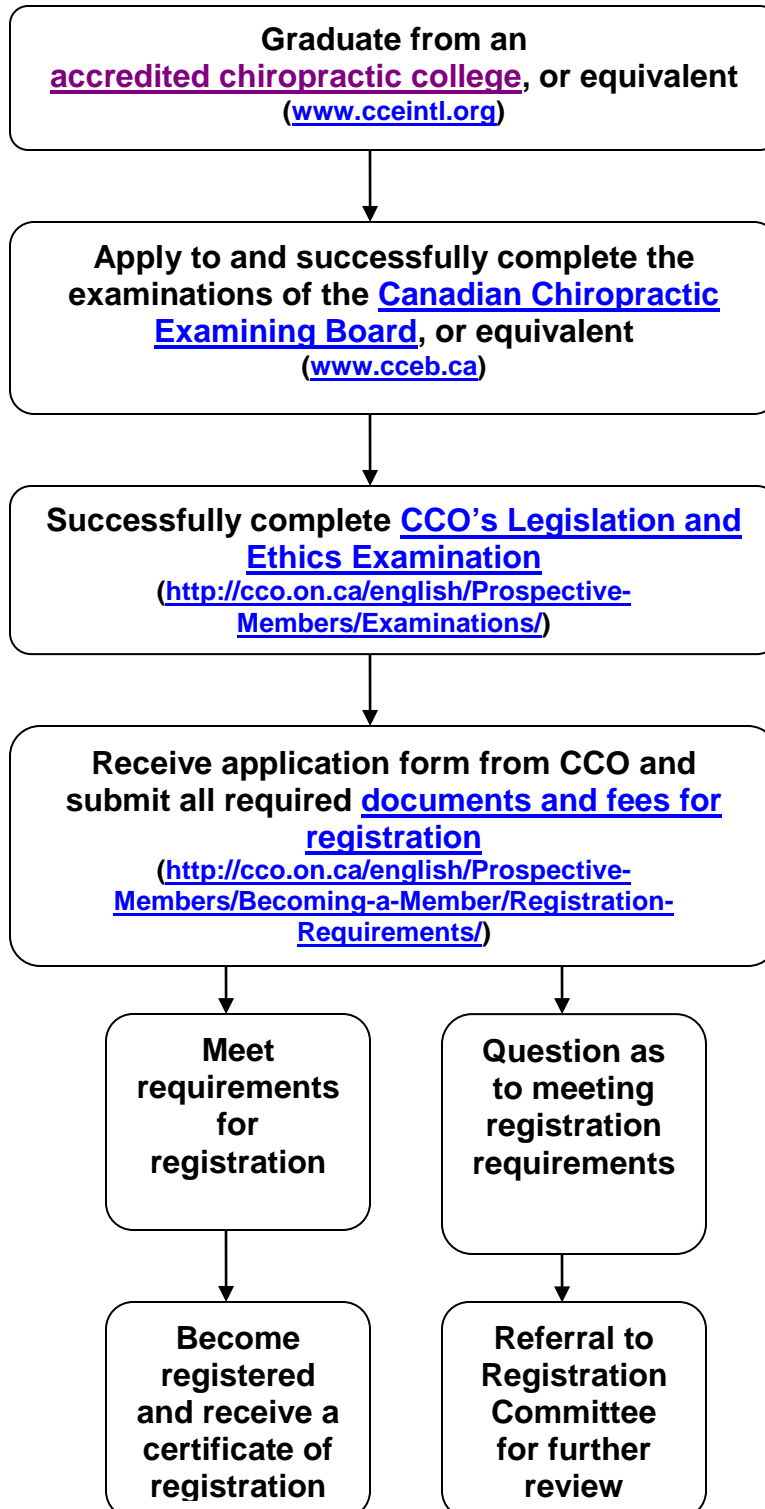 Graduate from an
accredited chiropractic college, or equivalent
(www.cceintl.org)
Apply to and successfully complete the
examinations of the Canadian Chiropractic
Examining Board, or equivalent
(www.cceb.ca)
Successfully complete CCO’s Legislation and
Ethics Examination
(http://cco.on.ca/english/Prospective-
Members/Examinations/)
Receive application form from CCO and
submit all required documents and fees for
registration
(http://cco.on.ca/english/Prospective-
Members/Becoming-a-Member/Registration-
Requirements/)
Meet
requirements
for
registration
Question as
to meeting
registration
requirements
Become
registered
and receive a
certificate of
registration
Referral to
Registration
Committee
for further
review